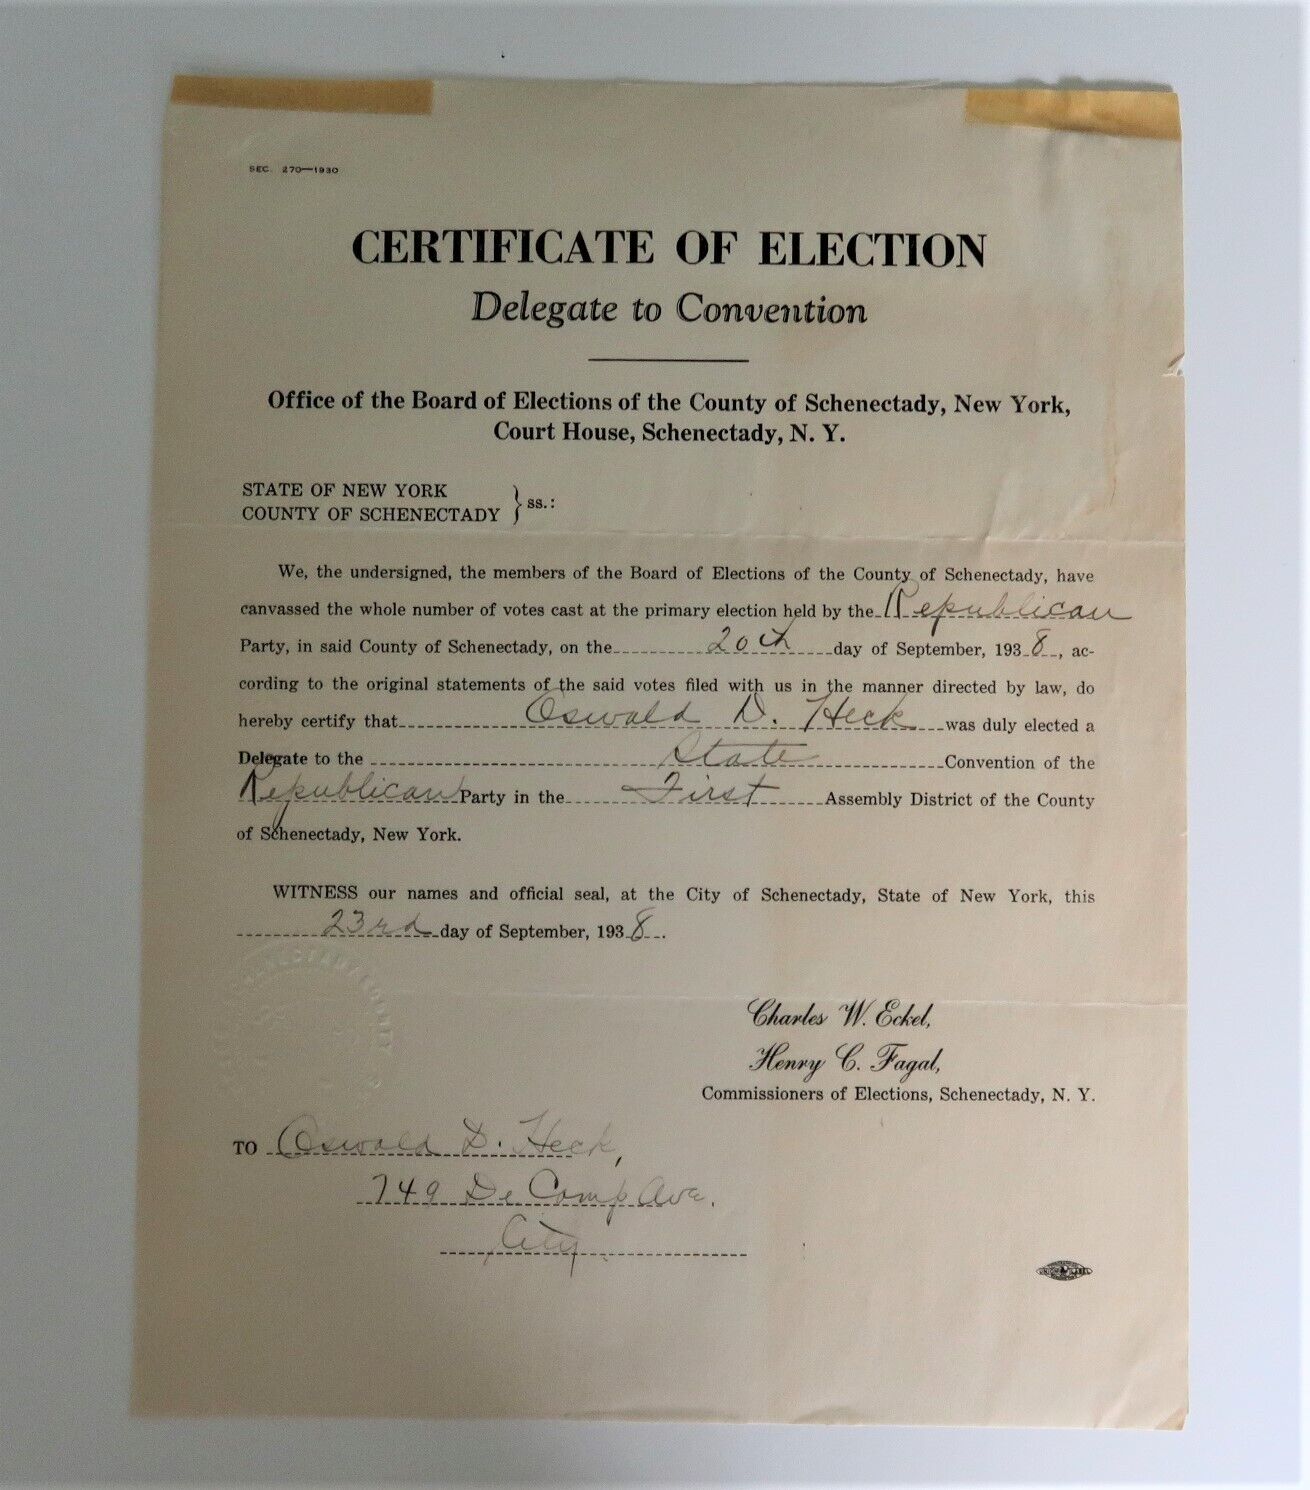 SEC. 270—1930
CERTIFICATE OF ELECTION
Delegate to Convention
Office of the Board of Elections of the County of Schenectady, New York,
Court House, Schenectady, N. Y.
STATE OF NEW YORK
COUNTY OF SCHENECTADY } ss.:
We, the undersigned, the members of the Board of Elections of the County of Schenectady, have
canvassed the whole number of votes cast at the primary election held by the Republican
Party, in said County of Schenectady, on the 20th day of September, 1938, ac-
cording to the original statements of the said votes filed with us in the manner directed by law, do
hereby certify that Oswald D. Heck was duly elected a
Delegate to the State Convention of the
Republican Party in the First Assembly District of the County
of Schenectady, New York.
WITNESS our names and official seal, at the City of Schenectady, State of New York, this
23rd day of September, 1938.
Charles W. Eckel,
Henry C. Fagal,
Commissioners of Elections, Schenectady, N. Y.
TO Oswald D. Heck,
749 De Camp Ave.
City
UNION LABEL